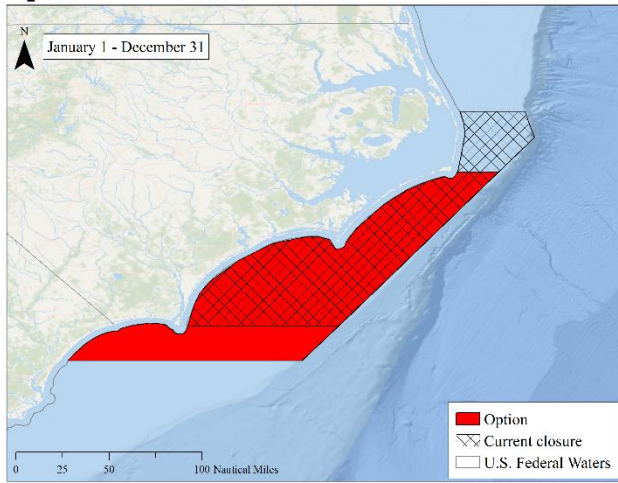 N
January 1 - December 31
Option
Current closure
U.S. Federal Waters
0 25 50 100 Nautical Miles